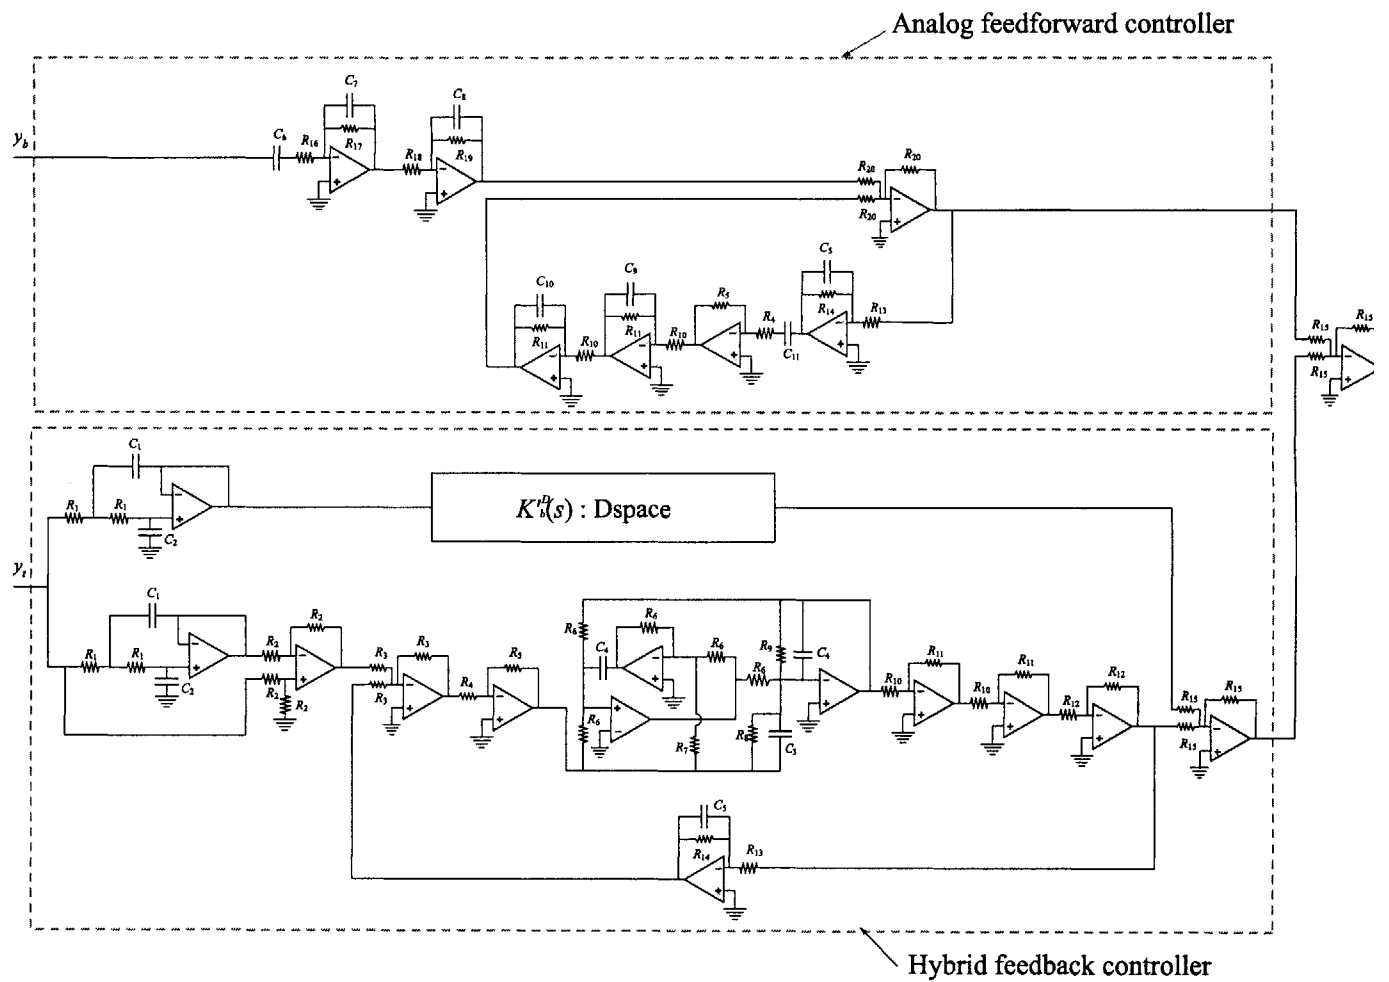 Analog feedforward controller
y_b
C_6
R_16
C_7
R_17
R_18
C_8
R_19
R_20
R_20
R_20
C_10
R_11
R_10
C_9
R_11
R_10
R_5
R_4
C_11
C_5
R_14
R_13
R_15
R_15
R_15
y_t
R_1
C_1
R_1
C_2
K'^D_b(s) : Dspace
R_1
C_1
R_1
C_2
R_2
R_2
R_2
R_2
R_3
R_3
R_3
R_4
R_5
R_6
R_6
C_4
R_6
R_6
R_7
R_6
R_9
R_8
C_4
C_3
R_10
R_11
R_10
R_11
R_12
R_12
R_15
R_15
R_15
C_5
R_14
R_13
Hybrid feedback controller